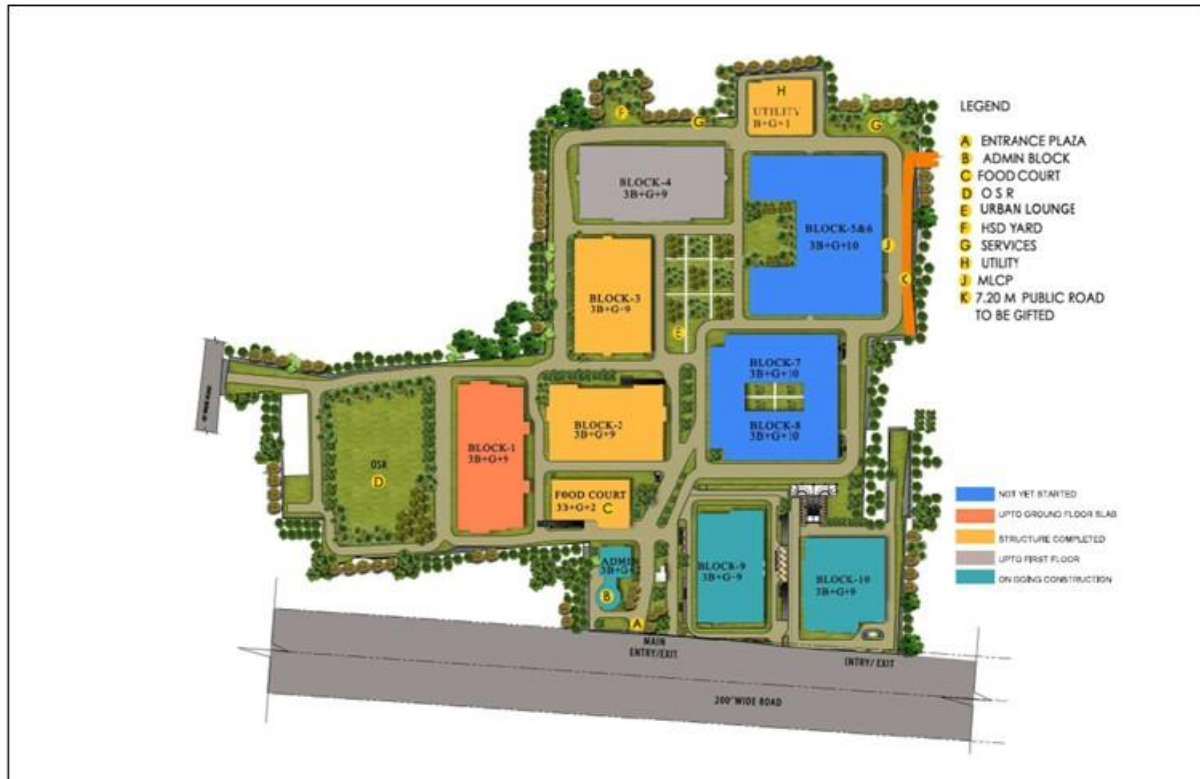 H
UTILITY
B+G+1
F
G
G
BLOCK-4
3B+G+9
BLOCK-5&6
3B+G+10
J
K
BLOCK-3
3B+G+9
E
BLOCK-7
3B+G+10
BLOCK-8
3B+G+10
BLOCK-1
3B+G+9
BLOCK-2
3B+G+9
OSR
D
FOOD COURT
C
ADMIN
B
A
BLOCK-9
3B+G+9
BLOCK-10
3B+G+9
MAIN
ENTRY/EXIT
ENTRY/ EXIT
200'WIDE ROAD
LEGEND
A ENTRANCE PLAZA
B ADMIN BLOCK
C FOOD COURT
D O S R
E URBAN LOUNGE
F HSD YARD
G SERVICES
H UTILITY
J MLCP
K 7.20 M PUBLIC ROAD
TO BE GIFTED
NOT YET STARTED
UPTO GROUND FLOOR SLAB
STRUCTURE COMPLETED
UPTO FIRST FLOOR
ON GOING CONSTRUCTION